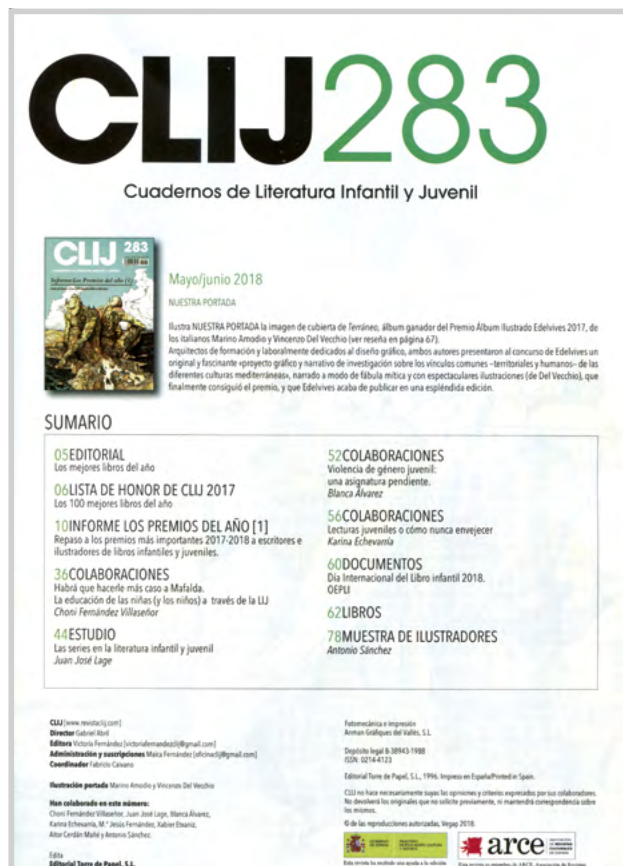 CLIJ283
Cuadernos de Literatura Infantil y Juvenil
CLIJ 283
Mayo/junio 2018
NUESTRA PORTADA
Ilustra NUESTRA PORTADA la imagen de cubierta de Terráneo, álbum ganador del Premio Álbum Ilustrado Edelvives 2017, de
los italianos Marino Amodio y Vincenzo Del Vecchio (ver reseña en página 67).
Arquitectos de formación y laboralmente dedicados al diseño gráfico, ambos autores presentaron al concurso de Edelvives un
original y fascinante «proyecto gráfico y narrativo de investigación sobre los vínculos comunes –territoriales y humanos– de las
diferentes culturas mediterráneas», narrado a modo de fábula mítica y con espectaculares ilustraciones (de Del Vecchio), que
finalmente consiguió el premio, y que Edelvives acaba de publicar en una espléndida edición.
SUMARIO
05EDITORIAL
Los mejores libros del año
06LISTA DE HONOR DE CLIJ 2017
Los 100 mejores libros del año
10INFORME LOS PREMIOS DEL AÑO [1]
Repaso a los premios más importantes 2017-2018 a escritores e
ilustradores de libros infantiles y juveniles.
36COLABORACIONES
Habrá que hacerle más caso a Mafalda.
La educación de las niñas (y los niños) a través de la LIJ
Choni Fernández Villaseñor
44ESTUDIO
Las series en la literatura infantil y juvenil
Juan José Lage
52COLABORACIONES
Violencia de género juvenil:
una asignatura pendiente.
Blanca Álvarez
56COLABORACIONES
Lecturas juveniles o cómo nunca envejecer
Karina Echevarría
60DOCUMENTOS
Día Internacional del Libro infantil 2018.
OEPLI
62LIBROS
78MUESTRA DE ILUSTRADORES
Antonio Sánchez
CLIJ [www.revistaclij.com]
Director Gabriel Abril
Editora Victoria Fernández [victoriafernandezclij@gmail.com]
Administración y suscripciones Maica Fernández [oficinaclij@gmail.com]
Coordinador Fabricio Caivano
Ilustración portada Marino Amodio y Vincenzo Del Vecchio
Han colaborado en este número:
Choni Fernández Villaseñor, Juan José Lage, Blanca Álvarez,
Karina Echevarría, M.ª Jesús Fernández, Xabier Etxaniz,
Aitor Cerdán Mañé y Antonio Sánchez.
Edita
Editorial Torre de Papel, S.L.
Fotomecánica e impresión
Anman Gràfiques del Vallès, S.L.
Depósito legal B-38943-1988
ISSN: 0214-4123
Editorial Torre de Papel, S.L., 1996. Impreso en España/Printed in Spain.
CLIJ no hace necesariamente suyas las opiniones y criterios expresados por sus colaboradores.
No devolverá los originales que no solicite previamente, ni mantendrá correspondencia sobre
los mismos.
© de las reproducciones autorizadas, Vegap 2018.
arce
Esta revista ha recibido una ayuda a la edición